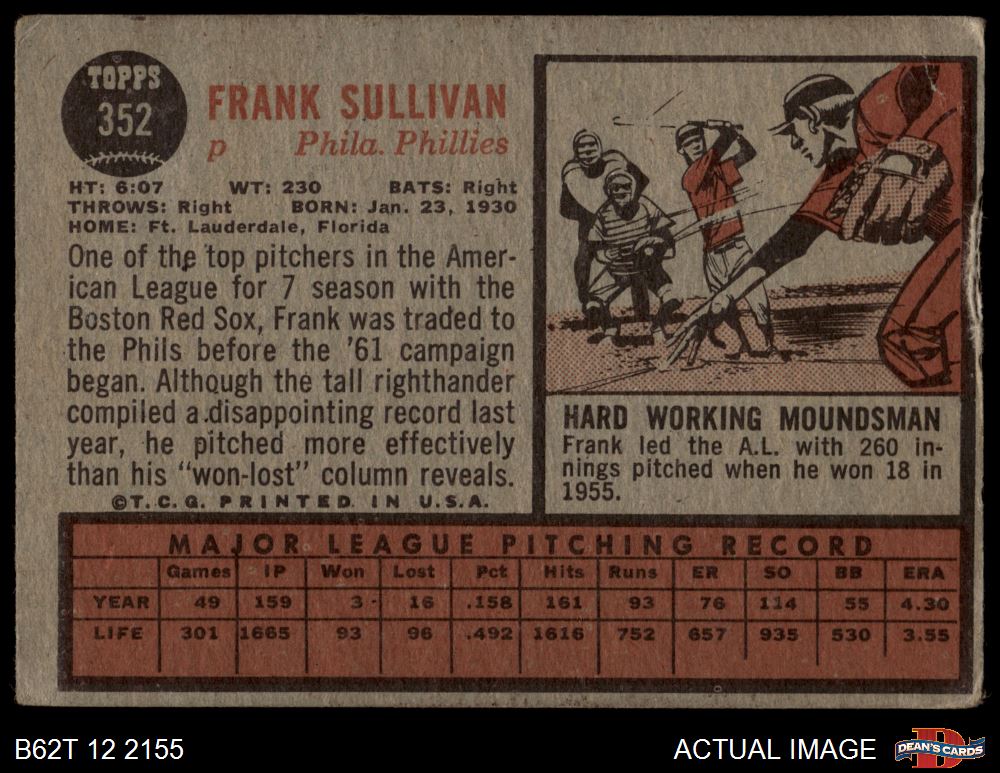 TOPPS
352
FRANK SULLIVAN
p Phila. Phillies
HT: 6:07 WT: 230 BATS: Right
THROWS: Right BORN: Jan. 23, 1930
HOME: Ft. Lauderdale, Florida
One of the top pitchers in the Amer-
ican League for 7 season with the
Boston Red Sox, Frank was traded to
the Phils before the '61 campaign
began. Although the tall righthander
compiled a disappointing record last
year, he pitched more effectively
than his "won-lost" column reveals.
©T.C.G. PRINTED IN U.S.A.
HARD WORKING MOUNDSMAN
Frank led the A.L. with 260 in-
nings pitched when he won 18 in
1955.
MAJOR LEAGUE PITCHING RECORD
Games IP Won Lost Pct Hits Runs ER SO BB ERA
YEAR 49 159 3 16 .158 161 93 76 114 55 4.30
LIFE 301 1665 93 96 .492 1616 752 657 935 530 3.55
B62T 12 2155
ACTUAL IMAGE
D
DEAN'S CARDS